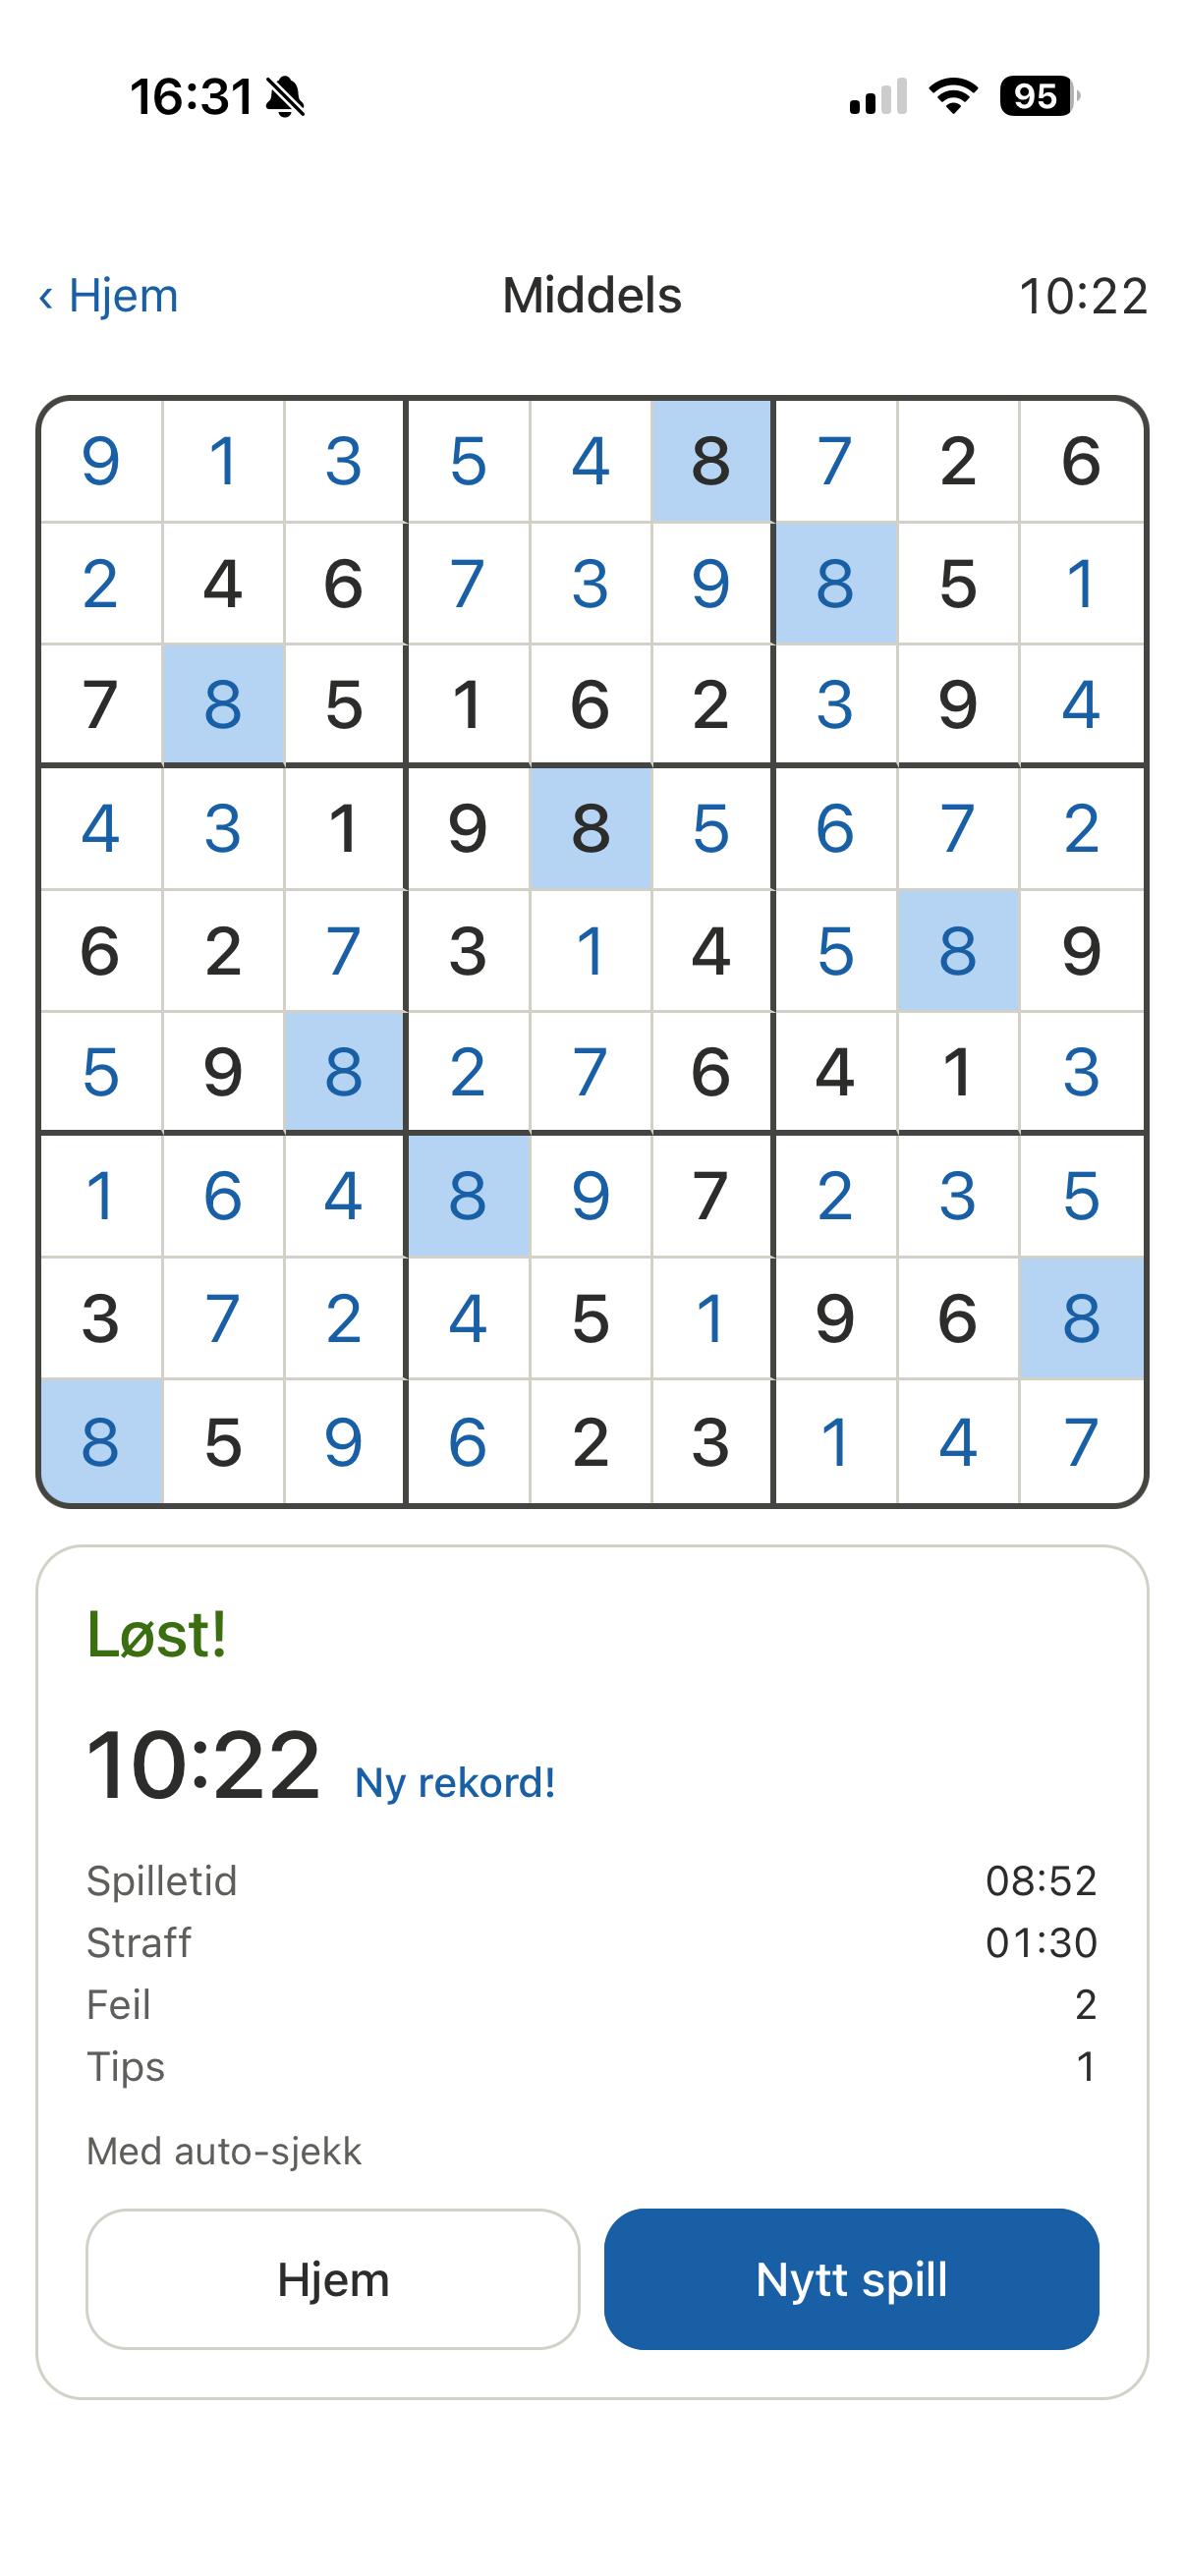 16:31 95
‹ Hjem Middels 10:22
9 1 3 5 4 8 7 2 6
2 4 6 7 3 9 8 5 1
7 8 5 1 6 2 3 9 4
4 3 1 9 8 5 6 7 2
6 2 7 3 1 4 5 8 9
5 9 8 2 7 6 4 1 3
1 6 4 8 9 7 2 3 5
3 7 2 4 5 1 9 6 8
8 5 9 6 2 3 1 4 7
Løst!
10:22 Ny rekord!
Spilletid 08:52
Straff 01:30
Feil 2
Tips 1
Med auto-sjekk
Hjem Nytt spill